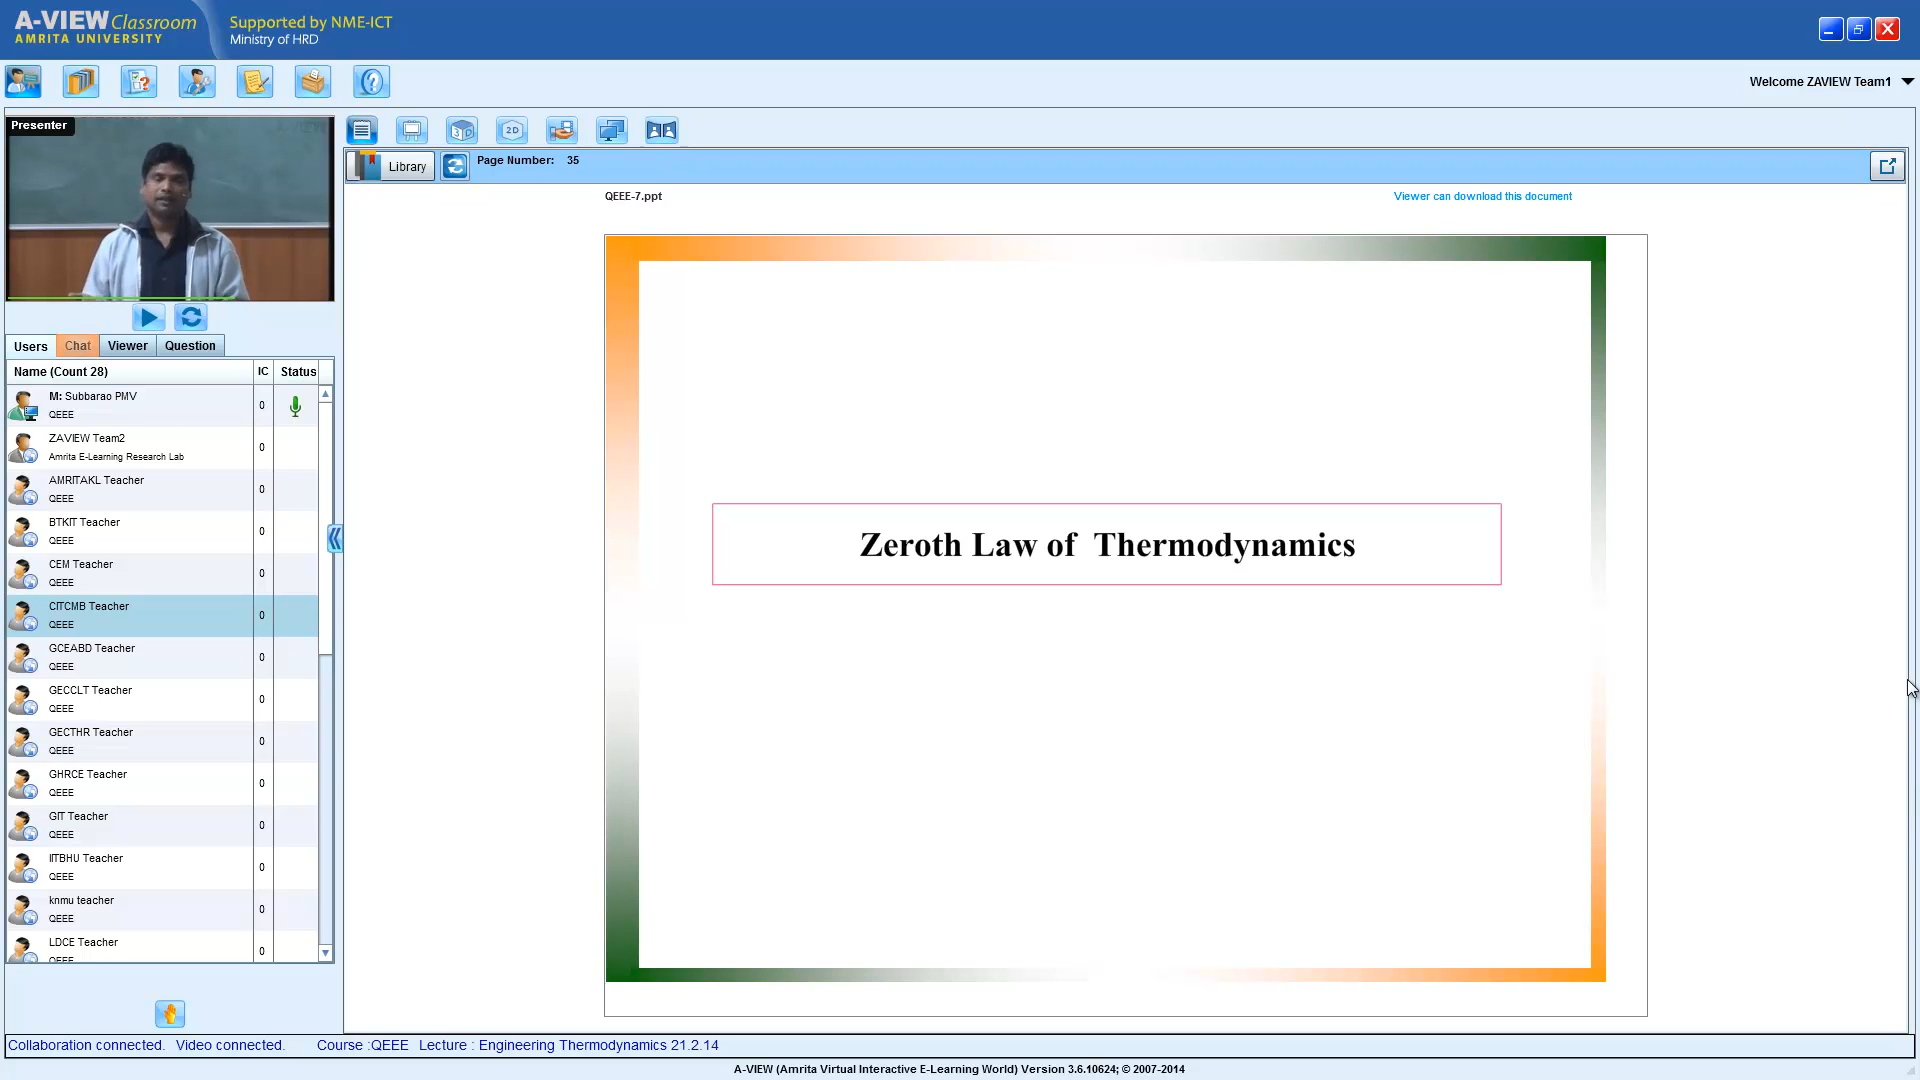 A-VIEW Classroom
AMRITA UNIVERSITY
Supported by NME-ICT
Ministry of HRD
Welcome ZAVIEW Team1
Presenter
3D
2D
Library
Page Number: 35
QEEE-7.ppt
Viewer can download this document
Zeroth Law of Thermodynamics
Users Chat Viewer Question
Name (Count 28) IC Status
M: Subbarao PMV 0
QEEE
ZAVIEW Team2 0
Amrita E-Learning Research Lab
AMRITAKL Teacher 0
QEEE
BTKIT Teacher 0
QEEE
CEM Teacher 0
QEEE
CITCMB Teacher 0
QEEE
GCEABD Teacher 0
QEEE
GECCLT Teacher 0
QEEE
GECTHR Teacher 0
QEEE
GHRCE Teacher 0
QEEE
GIT Teacher 0
QEEE
IITBHU Teacher 0
QEEE
knmu teacher 0
QEEE
LDCE Teacher 0
QEEE
Collaboration connected. Video connected. Course :QEEE Lecture : Engineering Thermodynamics 21.2.14
A-VIEW (Amrita Virtual Interactive E-Learning World) Version 3.6.10624; © 2007-2014